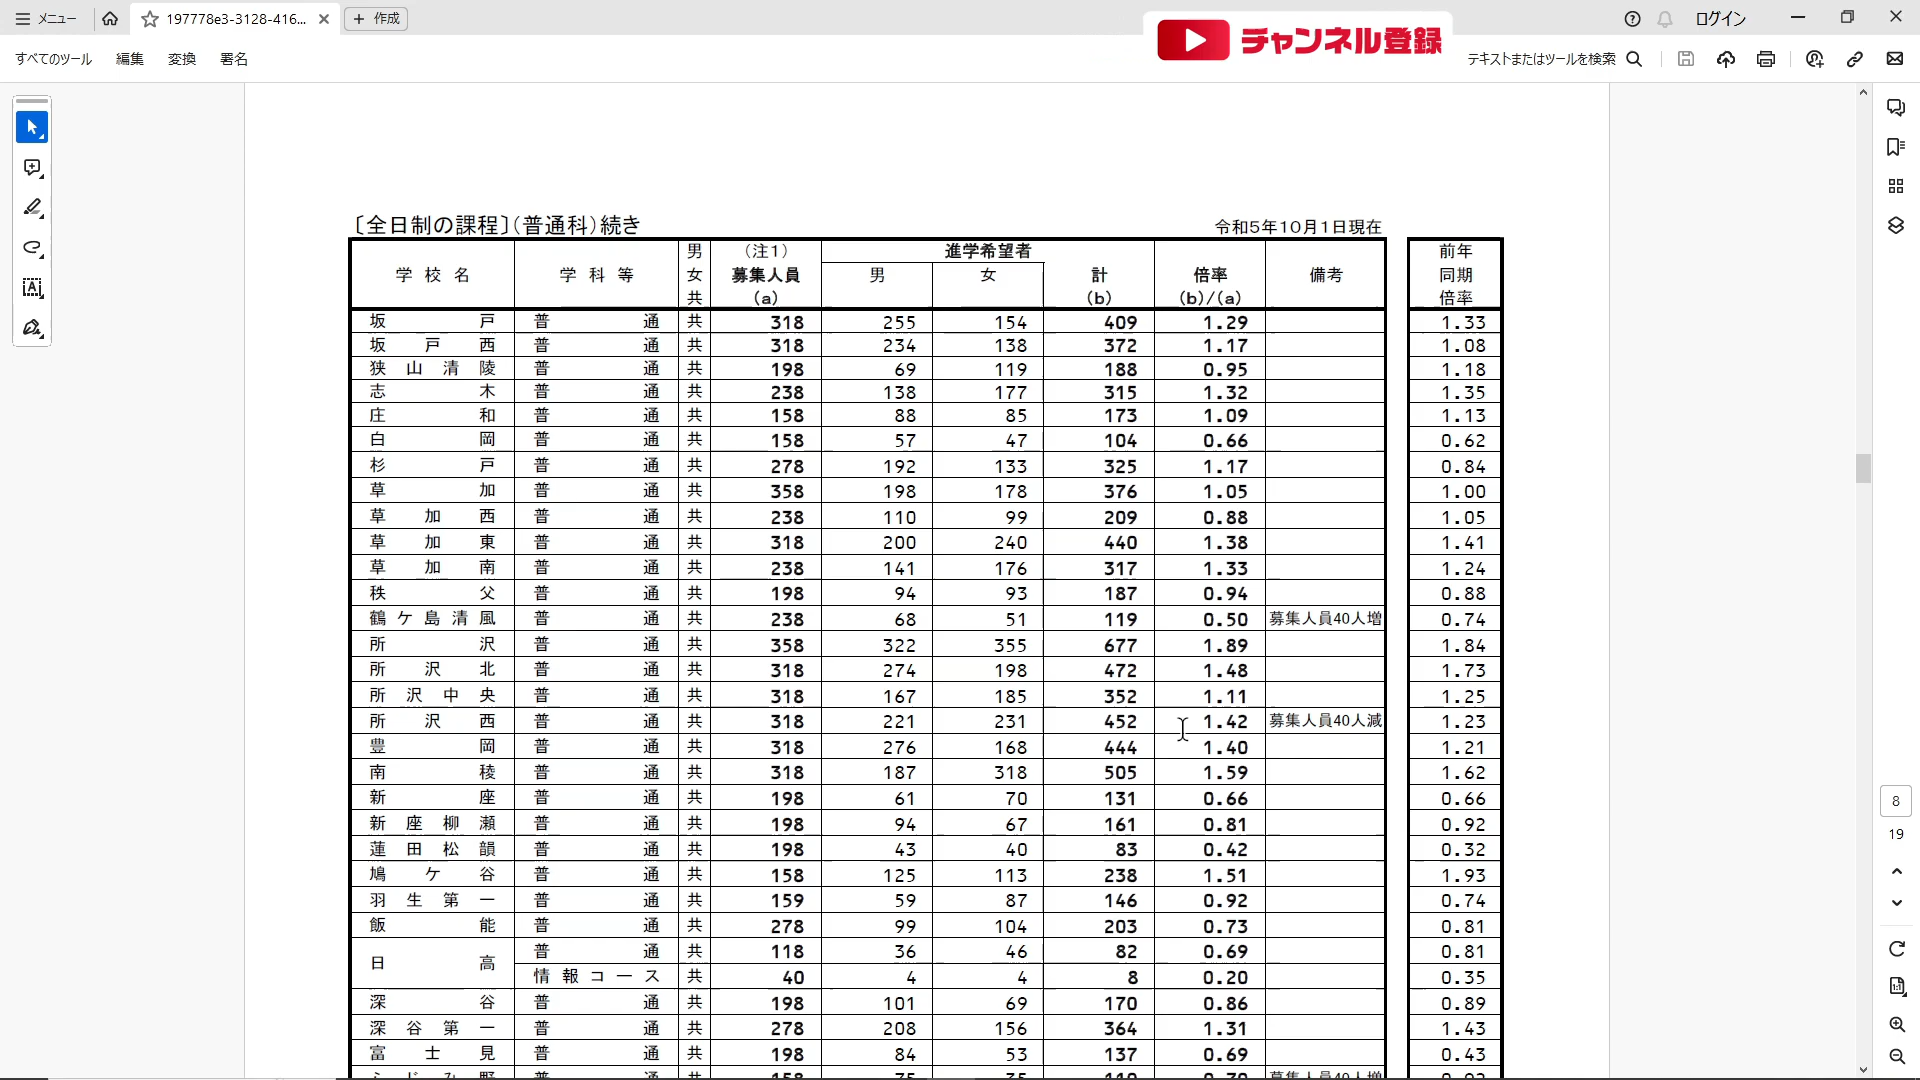 メニュー 197778e3-3128-416... 作成 ログイン
チャンネル登録
すべてのツール 編集 変換 署名 テキストまたはツールを検索
〔全日制の課程〕(普通科)続き 令和5年10月1日現在
学校名 学科等 男女共 (注1)募集人員(a) 進学希望者 男 女 計(b) 倍率(b)/(a) 備考 前年同期倍率
坂戸 普通 共 318 255 154 409 1.29 1.33
坂戸西 普通 共 318 234 138 372 1.17 1.08
狭山清陵 普通 共 198 69 119 188 0.95 1.18
志木 普通 共 238 138 177 315 1.32 1.35
庄和 普通 共 158 88 85 173 1.09 1.13
白岡 普通 共 158 57 47 104 0.66 0.62
杉戸 普通 共 278 192 133 325 1.17 0.84
草加 普通 共 358 198 178 376 1.05 1.00
草加西 普通 共 238 110 99 209 0.88 1.05
草加東 普通 共 318 200 240 440 1.38 1.41
草加南 普通 共 238 141 176 317 1.33 1.24
秩父 普通 共 198 94 93 187 0.94 0.88
鶴ケ島清風 普通 共 238 68 51 119 0.50 募集人員40人増 0.74
所沢 普通 共 358 322 355 677 1.89 1.84
所沢北 普通 共 318 274 198 472 1.48 1.73
所沢中央 普通 共 318 167 185 352 1.11 1.25
所沢西 普通 共 318 221 231 452 1.42 募集人員40人減 1.23
豊岡 普通 共 318 276 168 444 1.40 1.21
南稜 普通 共 318 187 318 505 1.59 1.62
新座 普通 共 198 61 70 131 0.66 0.66
新座柳瀬 普通 共 198 94 67 161 0.81 0.92
蓮田松韻 普通 共 198 43 40 83 0.42 0.32
鳩ケ谷 普通 共 158 125 113 238 1.51 1.93
羽生第一 普通 共 159 59 87 146 0.92 0.74
飯能 普通 共 278 99 104 203 0.73 0.81
日高 普通 共 118 36 46 82 0.69 0.81
情報コース 共 40 4 4 8 0.20 0.35
深谷 普通 共 198 101 69 170 0.86 0.89
深谷第一 普通 共 278 208 156 364 1.31 1.43
富士見 普通 共 198 84 53 137 0.69 0.43
8
19